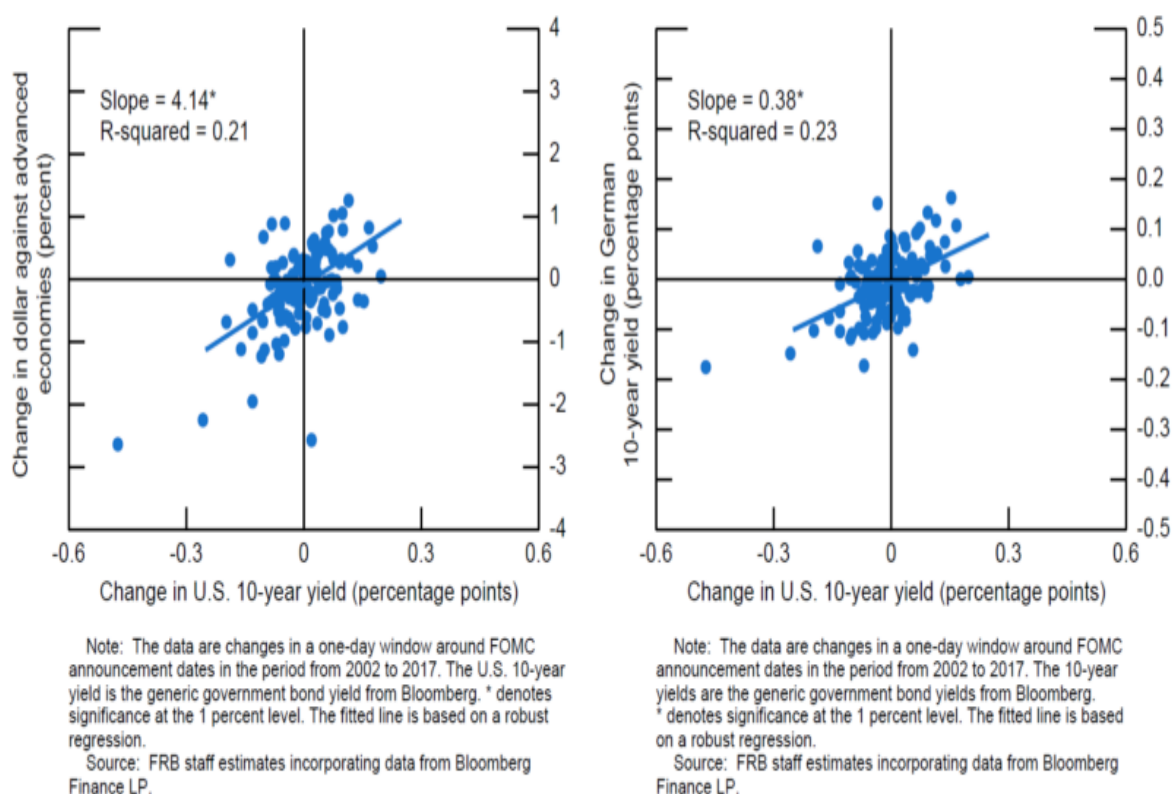 Change in dollar against advanced
economies (percent)
Slope = 4.14*
R-squared = 0.21
4
3
2
1
0
-1
-2
-3
-4
-0.6
-0.3
0
0.3
0.6
Change in U.S. 10-year yield (percentage points)
Note: The data are changes in a one-day window around FOMC
announcement dates in the period from 2002 to 2017. The U.S. 10-year
yield is the generic government bond yield from Bloomberg. * denotes
significance at the 1 percent level. The fitted line is based on a robust
regression.
Source: FRB staff estimates incorporating data from Bloomberg
Finance LP.
Change in German
10-year yield (percentage points)
Slope = 0.38*
R-squared = 0.23
0.5
0.4
0.3
0.2
0.1
0.0
-0.1
-0.2
-0.3
-0.4
-0.5
-0.6
-0.3
0
0.3
0.6
Change in U.S. 10-year yield (percentage points)
Note: The data are changes in a one-day window around FOMC
announcement dates in the period from 2002 to 2017. The 10-year
yields are the generic government bond yields from Bloomberg.
* denotes significance at the 1 percent level. The fitted line is based
on a robust regression.
Source: FRB staff estimates incorporating data from Bloomberg
Finance LP.